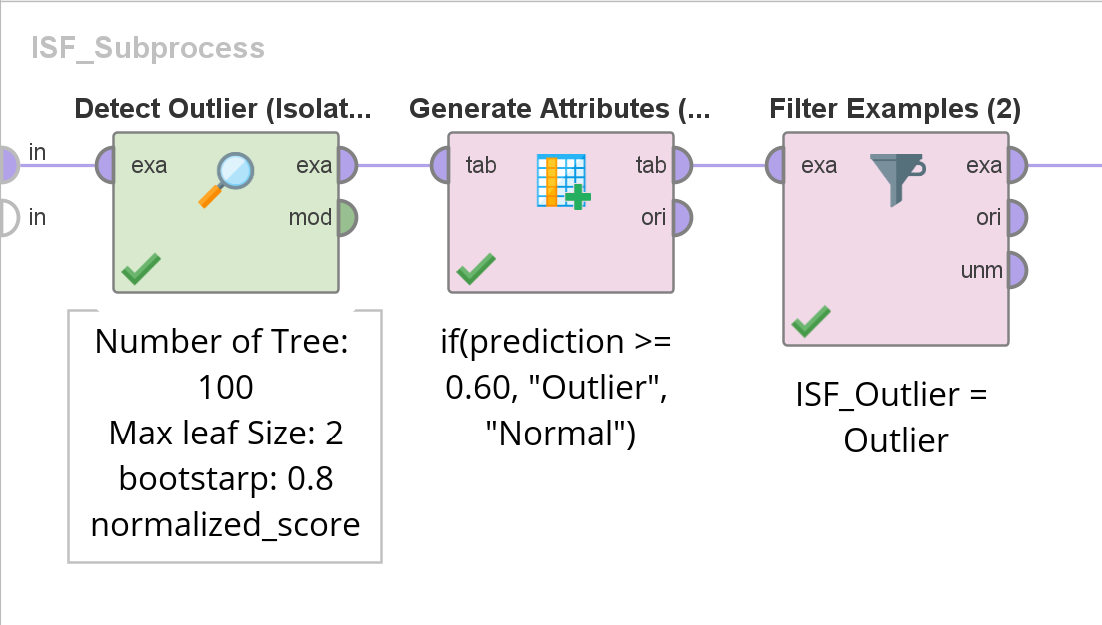 ISF_Subprocess
Detect Outlier (Isolat...
Generate Attributes (...
Filter Examples (2)
in
exa
exa
tab
tab
exa
exa
in
mod
ori
ori
unm
Number of Tree:
100
Max leaf Size: 2
bootstarp: 0.8
normalized_score
if(prediction >=
0.60, "Outlier",
"Normal")
ISF_Outlier =
Outlier